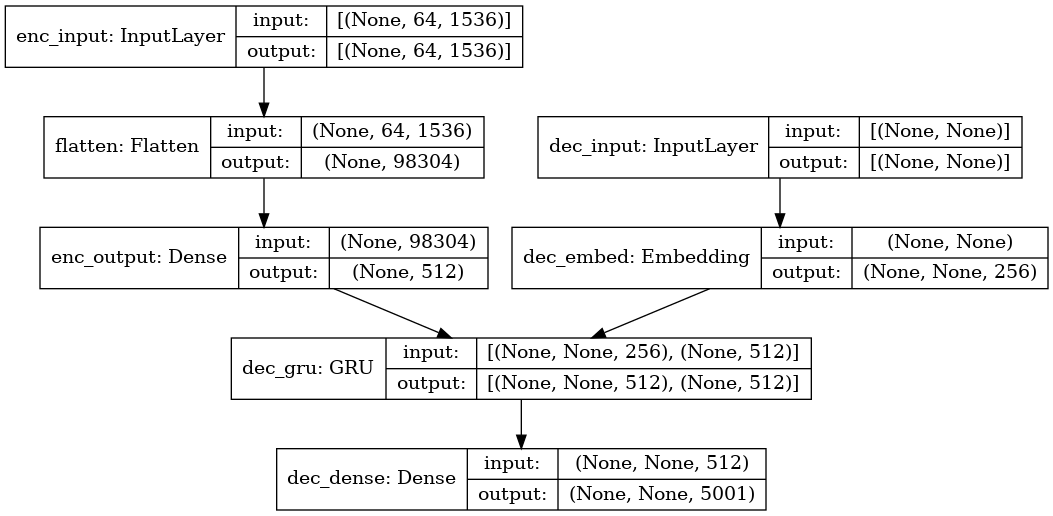 enc_input: InputLayer
input: [(None, 64, 1536)]
output: [(None, 64, 1536)]
flatten: Flatten
input: (None, 64, 1536)
output: (None, 98304)
dec_input: InputLayer
input: [(None, None)]
output: [(None, None)]
enc_output: Dense
input: (None, 98304)
output: (None, 512)
dec_embed: Embedding
input: (None, None)
output: (None, None, 256)
dec_gru: GRU
input: [(None, None, 256), (None, 512)]
output: [(None, None, 512), (None, 512)]
dec_dense: Dense
input: (None, None, 512)
output: (None, None, 5001)